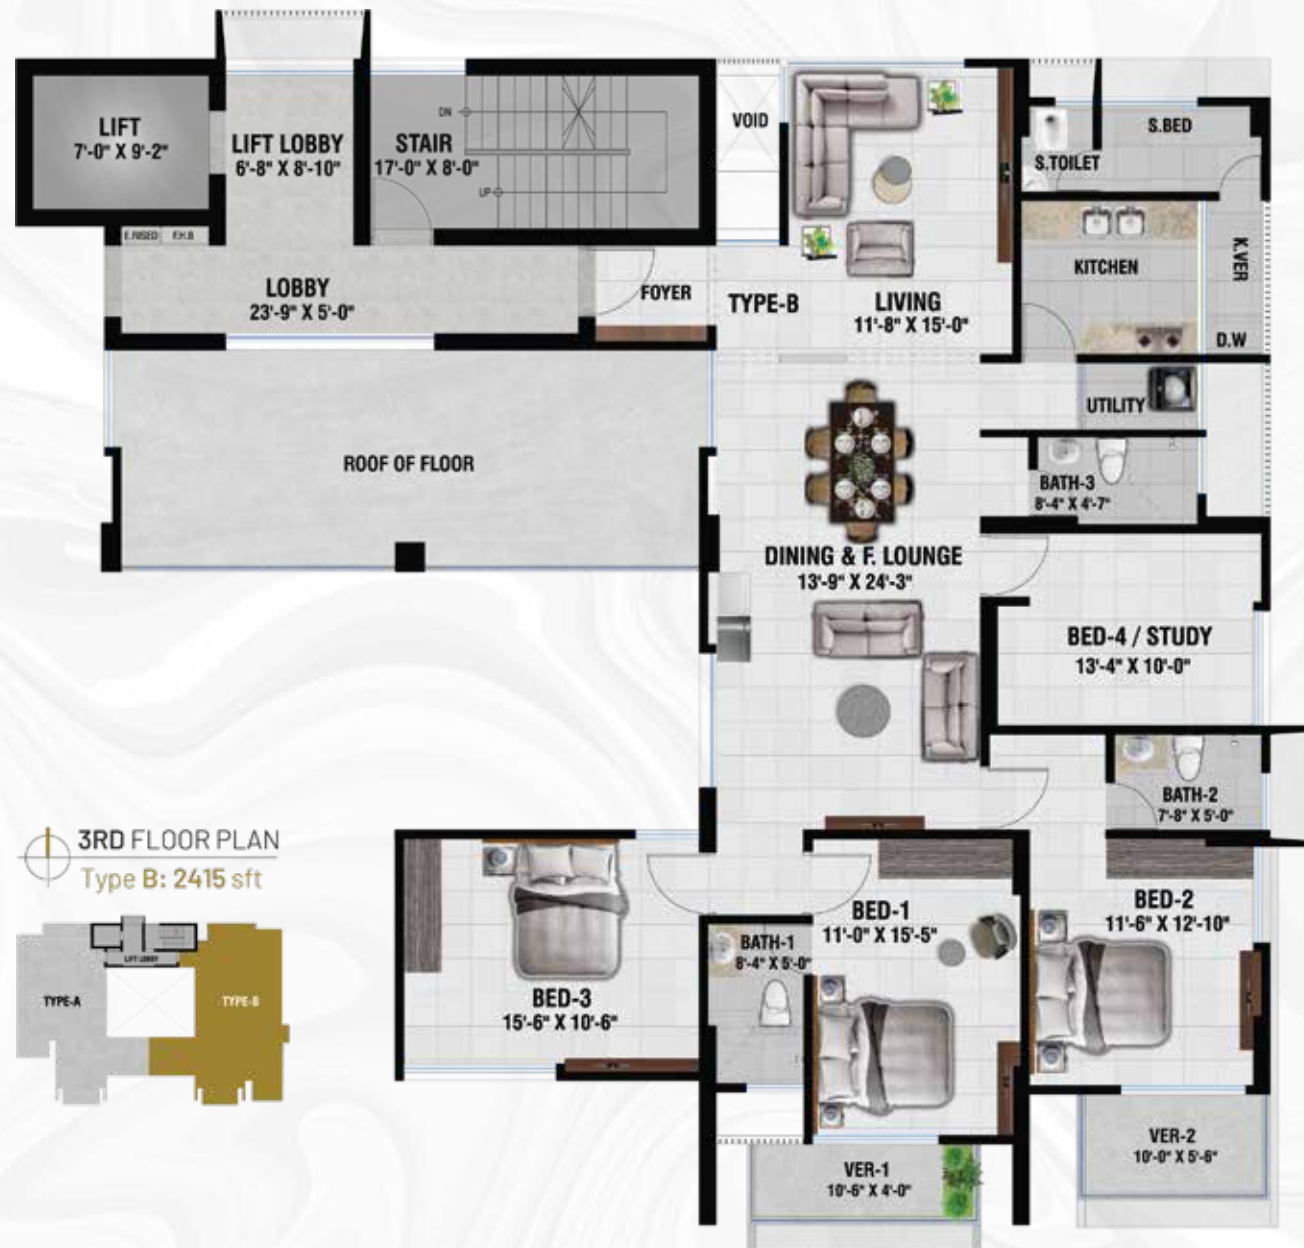 LIFT
7'-0" X 9'-2"
LIFT LOBBY
6'-8" X 8'-10"
STAIR
17'-0" X 8'-0"
DN
UP
VOID
S.BED
S.TOILET
KITCHEN
K.VER
D.W
F.H.B
LOBBY
23'-9" X 5'-0"
FOYER
TYPE-B
LIVING
11'-8" X 15'-0"
UTILITY
ROOF OF FLOOR
BATH-3
8'-4" X 4'-7"
DINING & F. LOUNGE
13'-9" X 24'-3"
BED-4 / STUDY
13'-4" X 10'-0"
BATH-2
7'-8" X 5'-0"
3RD FLOOR PLAN
Type B: 2415 sft
LIFT LOBBY
TYPE-A
TYPE-B
BED-3
15'-6" X 10'-6"
BATH-1
8'-4" X 5'-0"
BED-1
11'-0" X 15'-5"
BED-2
11'-6" X 12'-10"
VER-1
10'-6" X 4'-0"
VER-2
10'-0" X 5'-6"